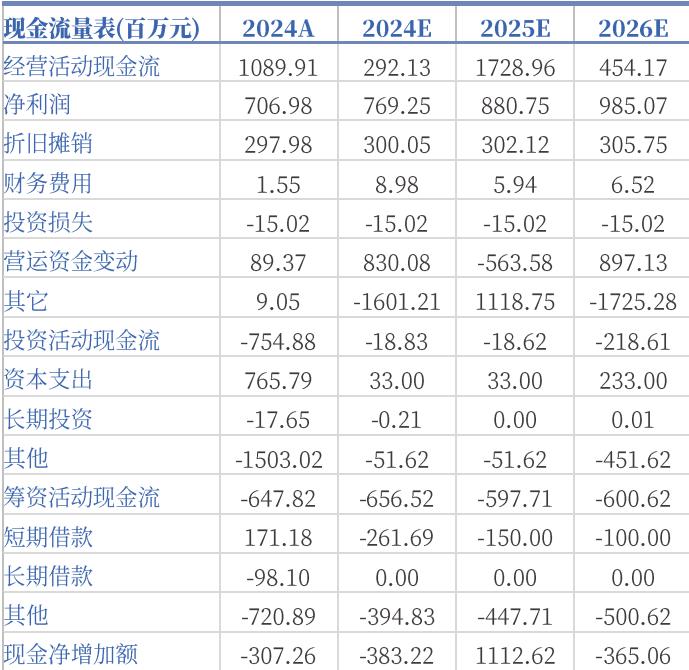 现金流量表(百万元) 2024A 2024E 2025E 2026E
经营活动现金流 1089.91 292.13 1728.96 454.17
净利润 706.98 769.25 880.75 985.07
折旧摊销 297.98 300.05 302.12 305.75
财务费用 1.55 8.98 5.94 6.52
投资损失 -15.02 -15.02 -15.02 -15.02
营运资金变动 89.37 830.08 -563.58 897.13
其它 9.05 -1601.21 1118.75 -1725.28
投资活动现金流 -754.88 -18.83 -18.62 -218.61
资本支出 765.79 33.00 33.00 233.00
长期投资 -17.65 -0.21 0.00 0.01
其他 -1503.02 -51.62 -51.62 -451.62
筹资活动现金流 -647.82 -656.52 -597.71 -600.62
短期借款 171.18 -261.69 -150.00 -100.00
长期借款 -98.10 0.00 0.00 0.00
其他 -720.89 -394.83 -447.71 -500.62
现金净增加额 -307.26 -383.22 1112.62 -365.06